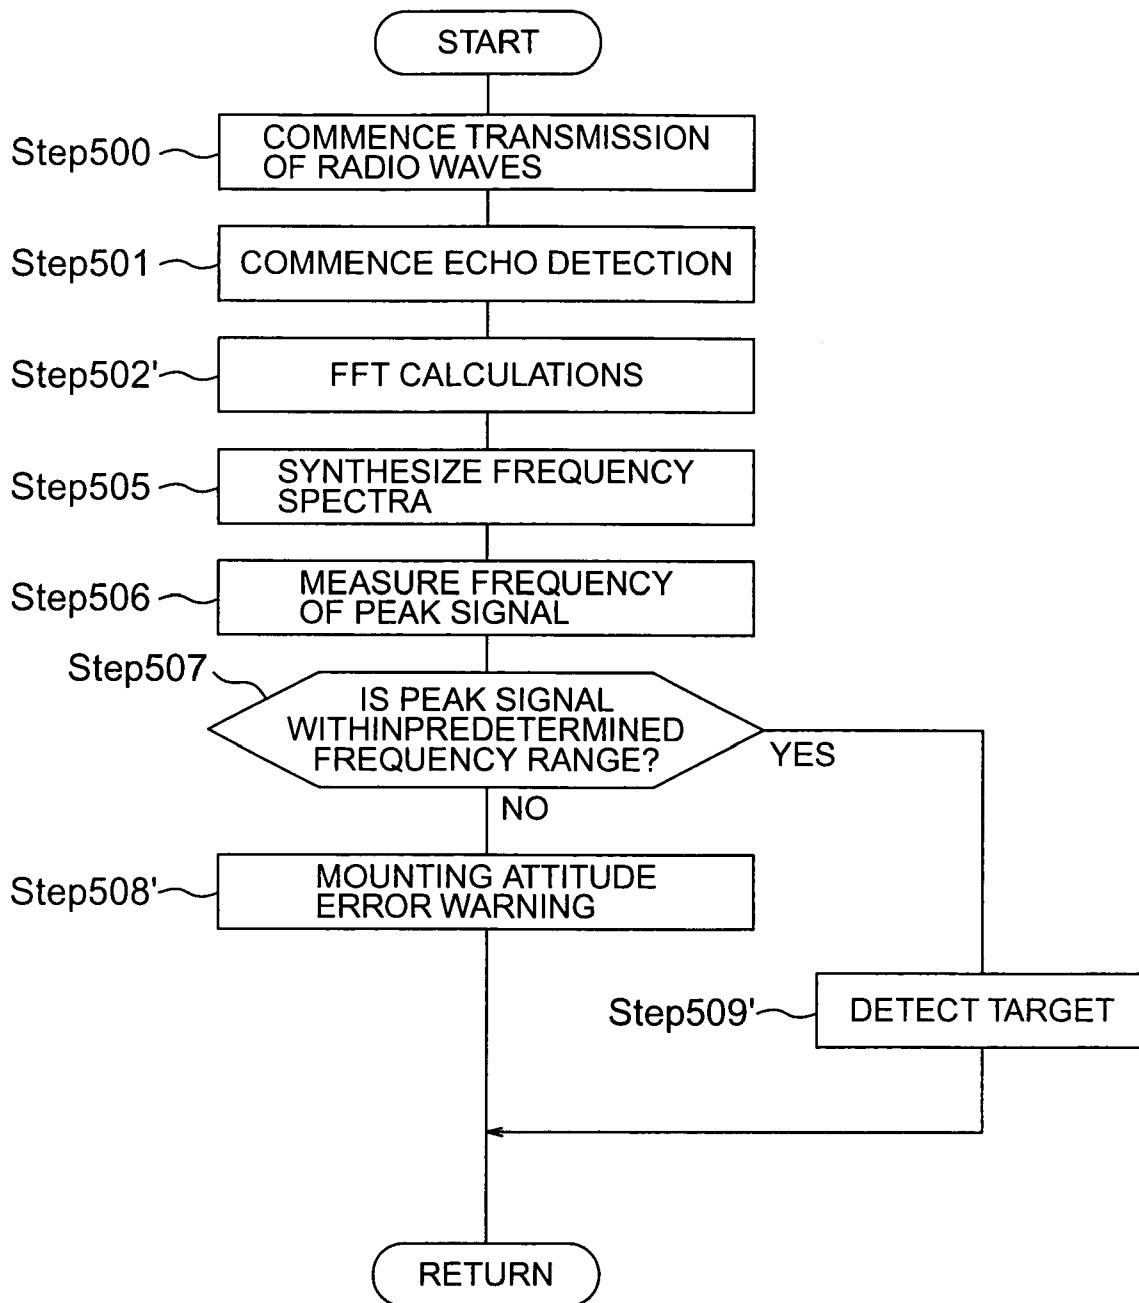 START
Step500
COMMENCE TRANSMISSION
OF RADIO WAVES
Step501
COMMENCE ECHO DETECTION
Step502'
FFT CALCULATIONS
Step505
SYNTHESIZE FREQUENCY
SPECTRA
Step506
MEASURE FREQUENCY
OF PEAK SIGNAL
Step507
IS PEAK SIGNAL
WITHINPREDETERMINED
FREQUENCY RANGE?
YES
NO
Step508'
MOUNTING ATTITUDE
ERROR WARNING
Step509'
DETECT TARGET
RETURN